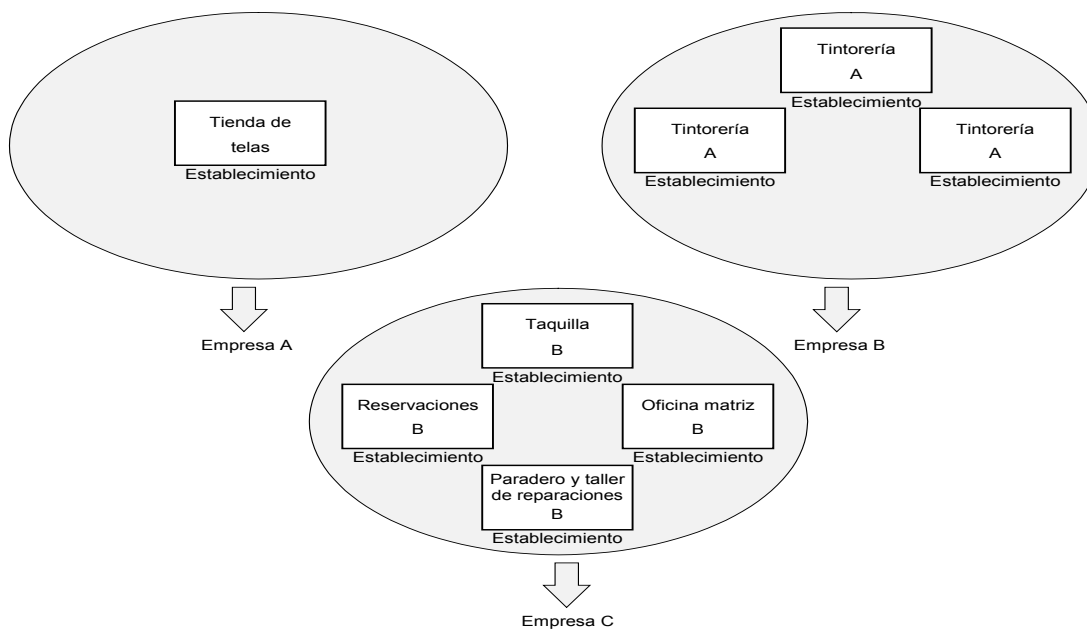 Tienda de
telas
Establecimiento
Empresa A
Tintorería
A
Establecimiento
Tintorería
A
Establecimiento
Tintorería
A
Establecimiento
Empresa B
Taquilla
B
Establecimiento
Reservaciones
B
Establecimiento
Oficina matriz
B
Establecimiento
Paradero y taller
de reparaciones
B
Establecimiento
Empresa C